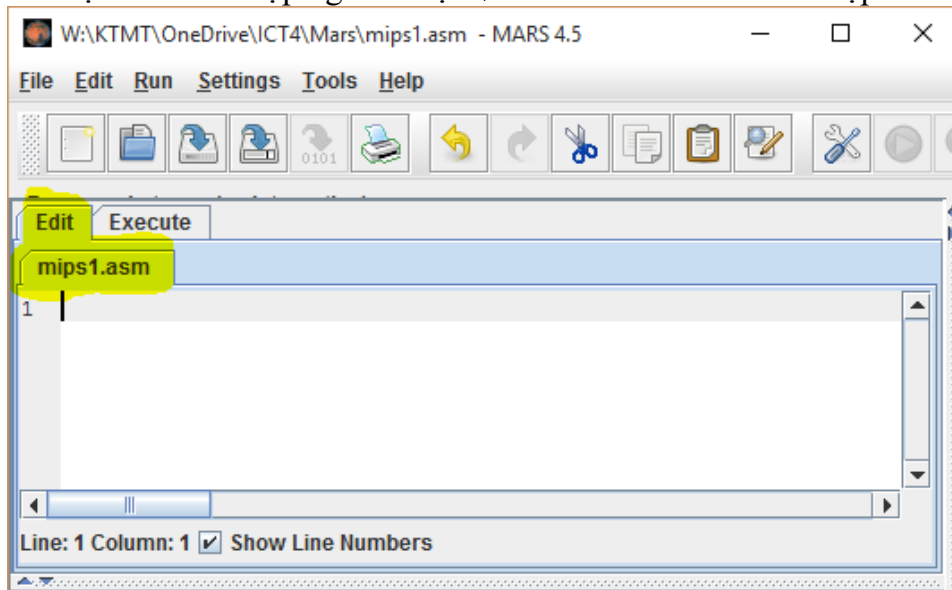 W:\KTMT\OneDrive\ICT4\Mars\mips1.asm - MARS 4.5
File Edit Run Settings Tools Help
0101
Edit Execute
mips1.asm
1
Line: 1 Column: 1 Show Line Numbers